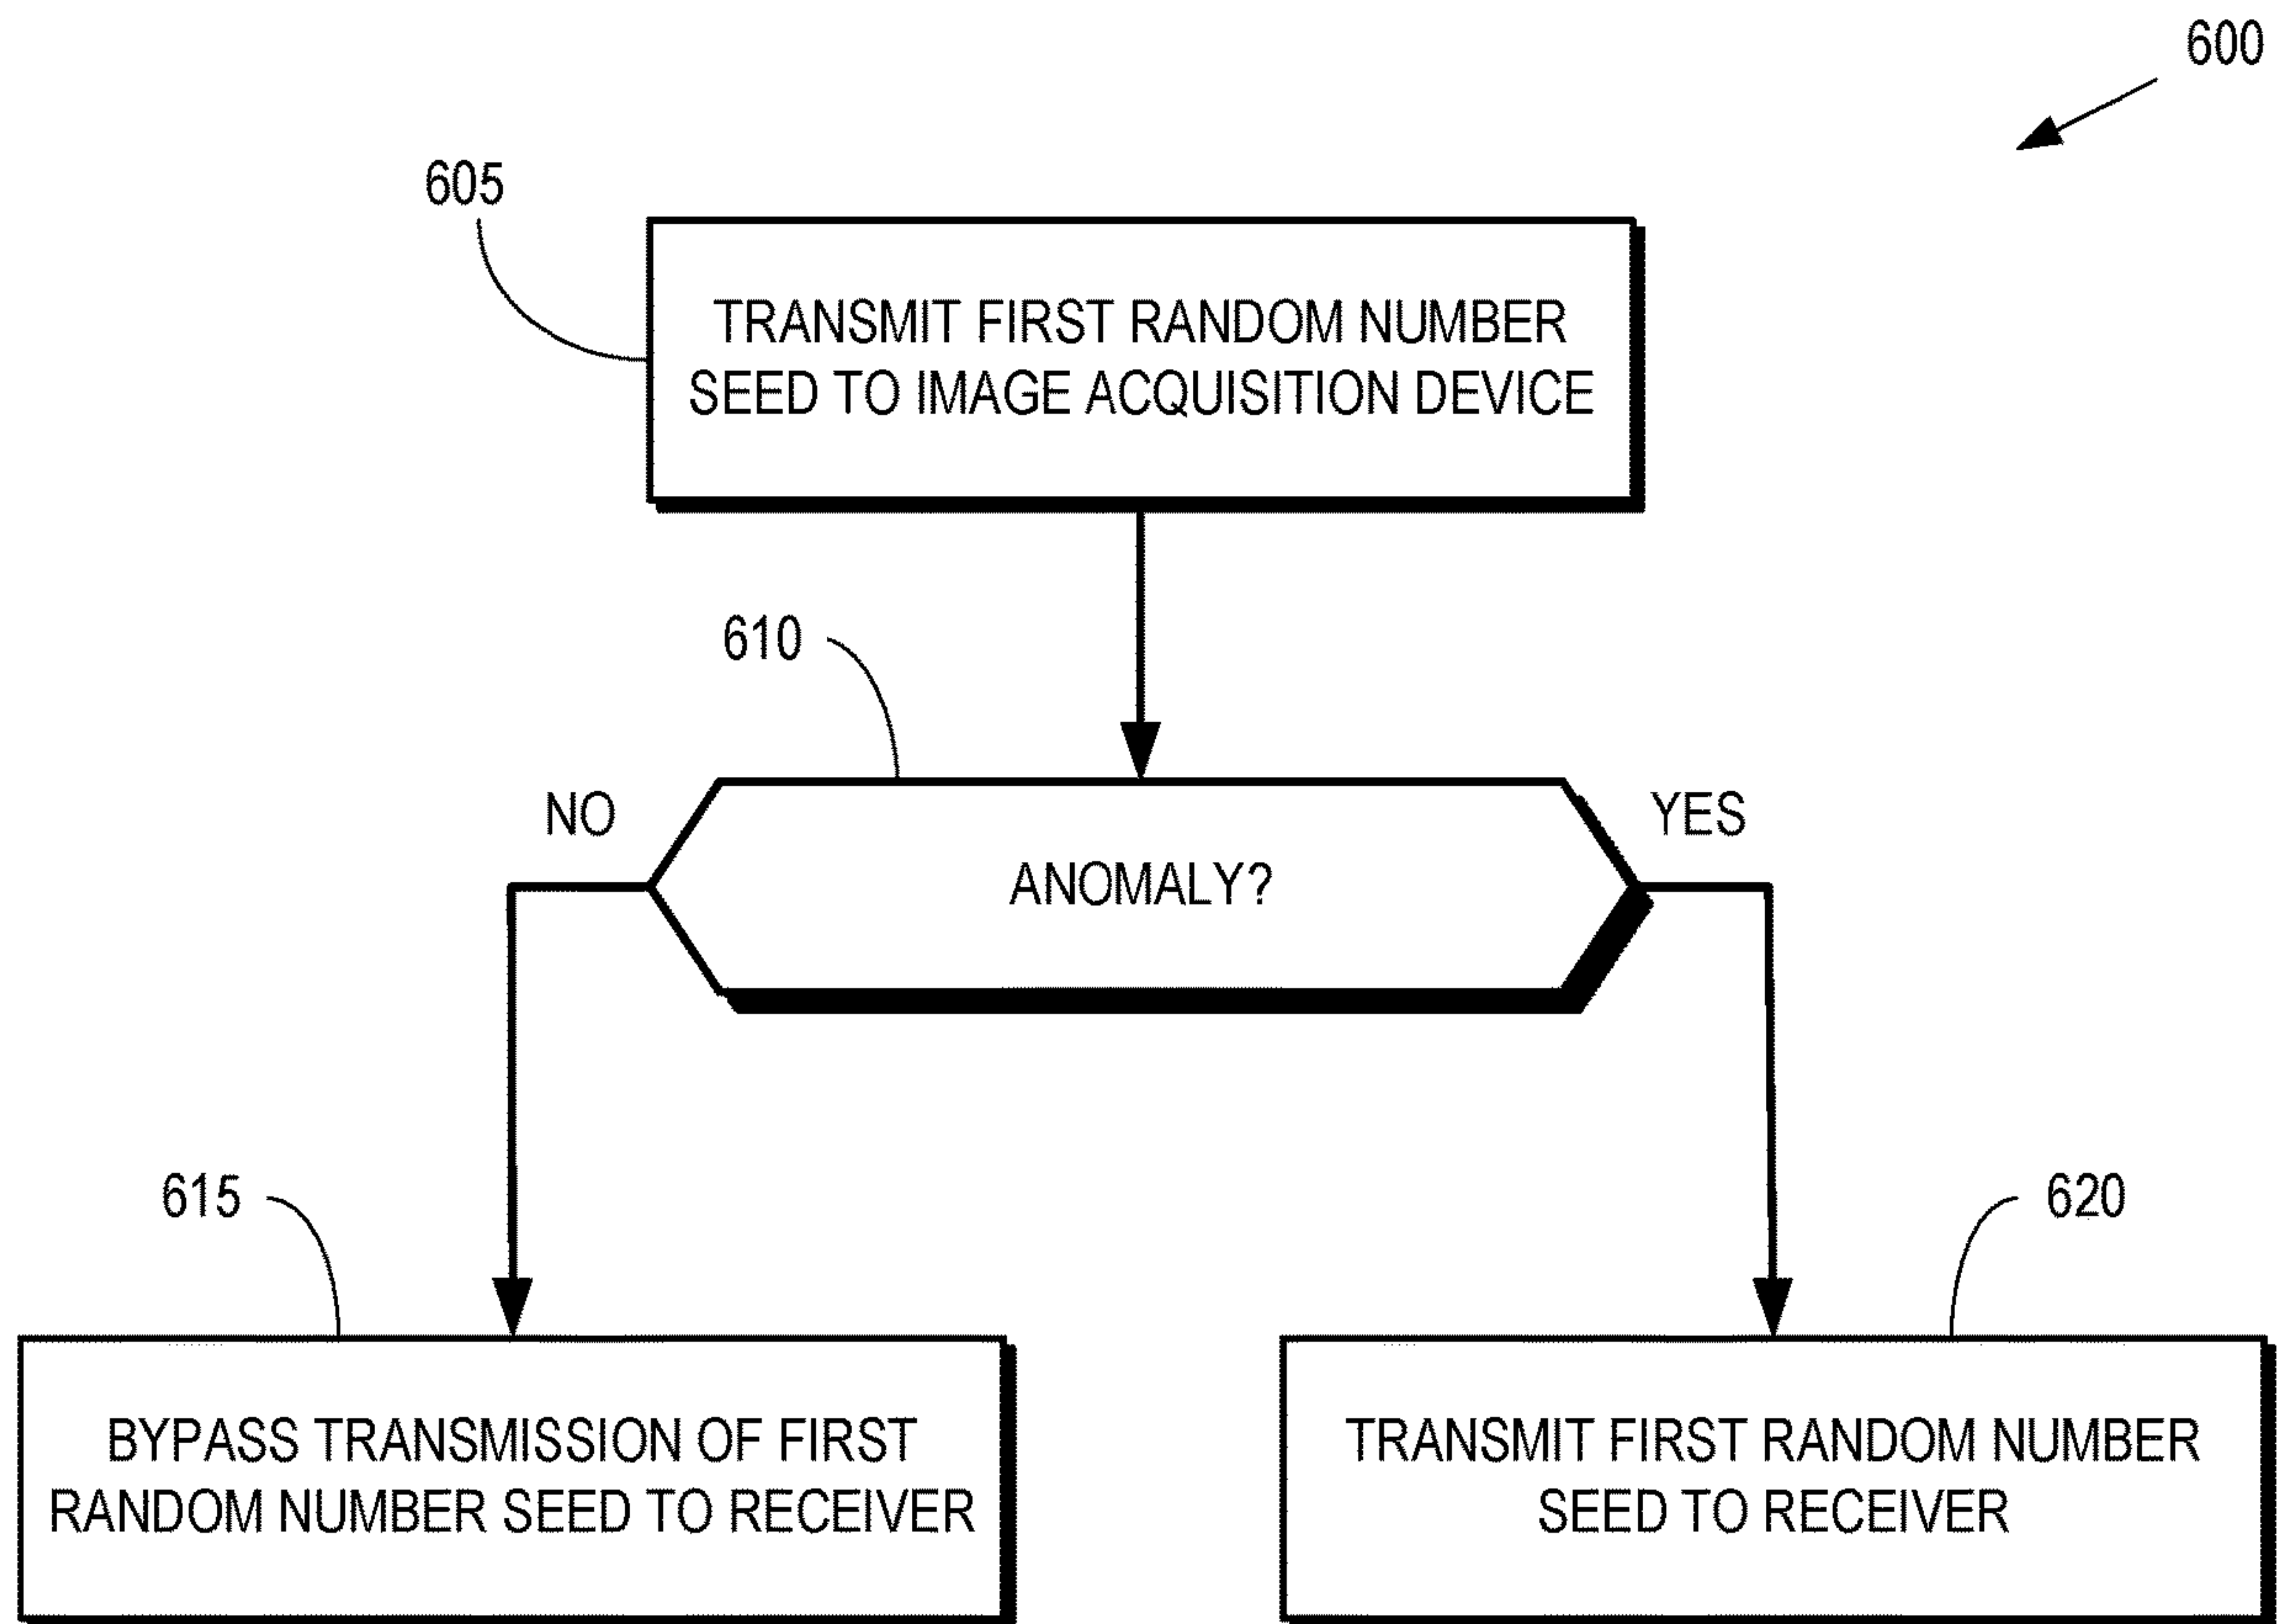 600
605
TRANSMIT FIRST RANDOM NUMBER
SEED TO IMAGE ACQUISITION DEVICE
610
NO
YES
ANOMALY?
615
620
BYPASS TRANSMISSION OF FIRST
RANDOM NUMBER SEED TO RECEIVER
TRANSMIT FIRST RANDOM NUMBER
SEED TO RECEIVER